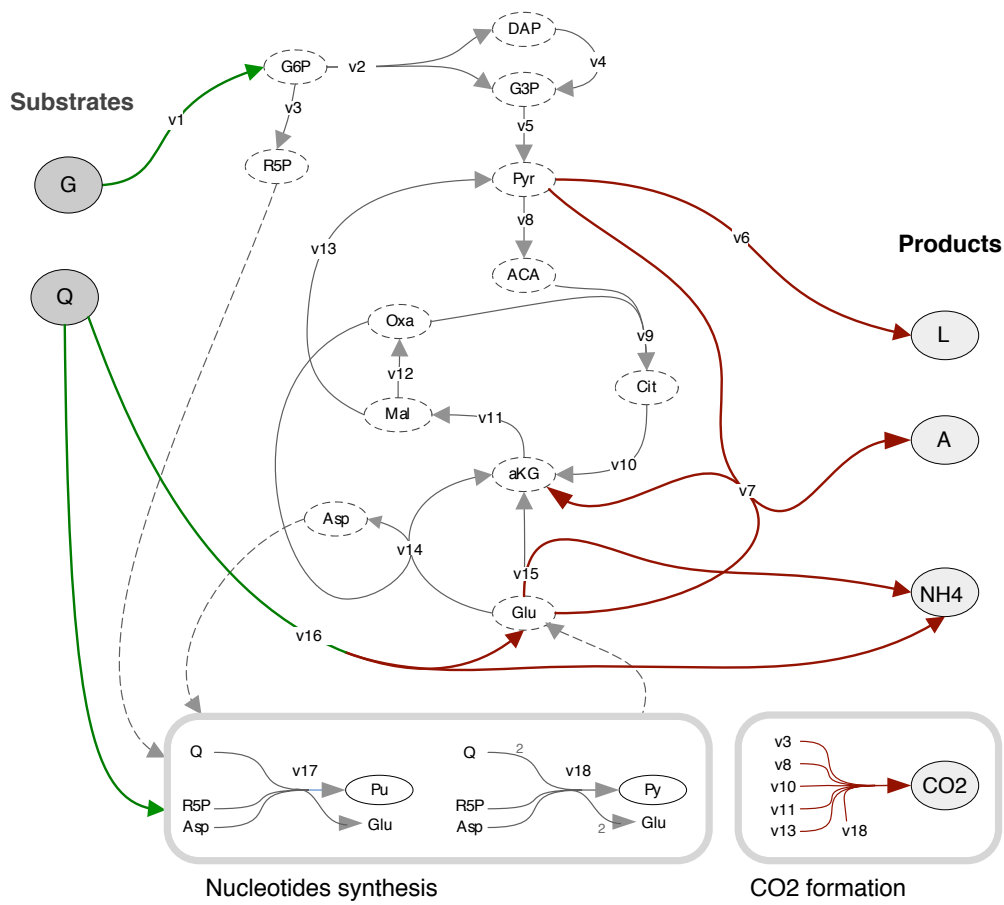 DAP
G6P
v2
v4
G3P
Substrates
v3
v1
v5
R5P
G
Pyr
v8
v6
Products
v13
ACA
Q
Oxa
v9
L
v12
Cit
Mal
v11
A
v10
aKG
v7
Asp
v14
v15
NH4
Glu
v16
Q
v17
Pu
R5P
Asp
Glu
Q
2
v18
Py
R5P
Asp
2
Glu
v3
v8
v10
v11
v13
v18
CO2
Nucleotides synthesis
CO2 formation